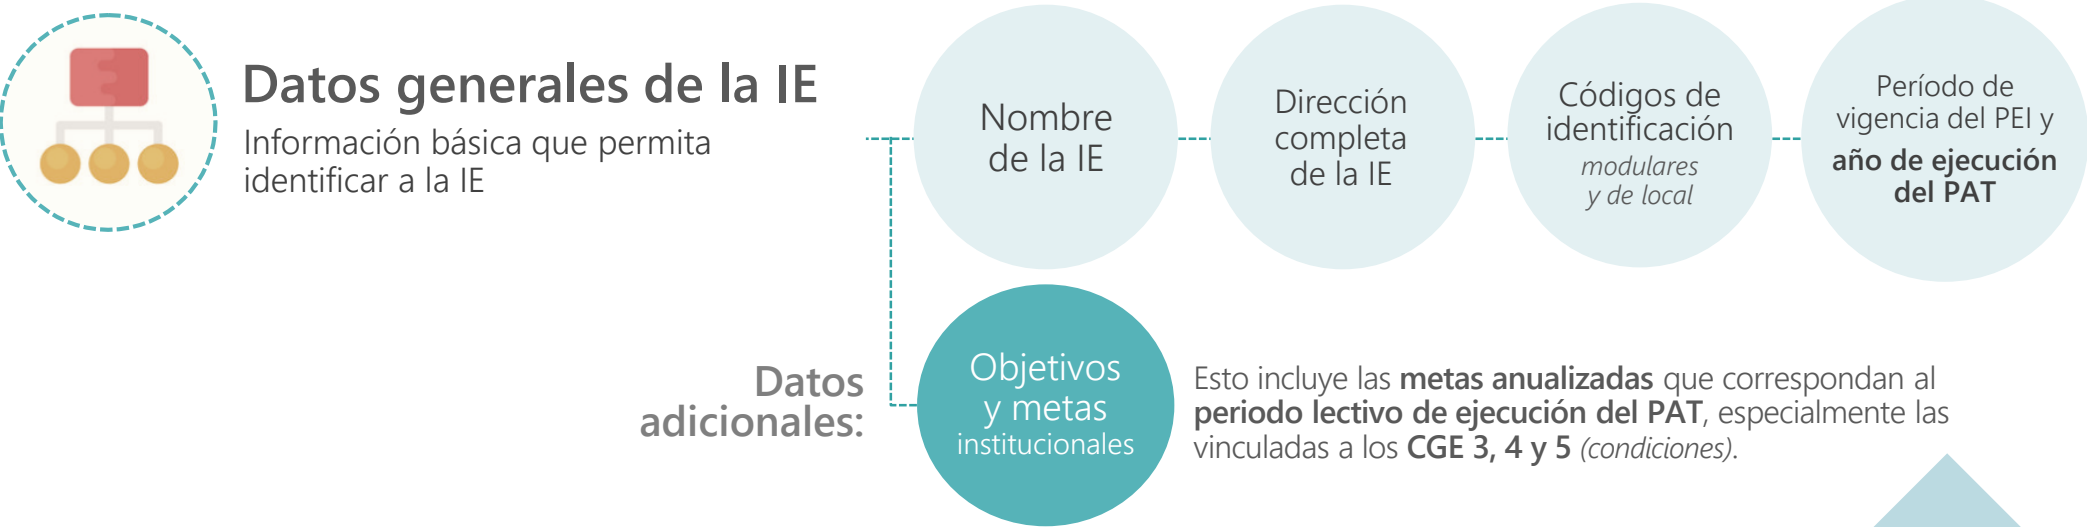 Datos generales de la IE
Información básica que permita
identificar a la IE
Nombre
de la IE
Dirección
completa
de la IE
Códigos de
identificación
modulares
y de local
Período de
vigencia del PEI y
año de ejecución
del PAT
Datos
adicionales:
Objetivos
y metas
institucionales
Esto incluye las metas anualizadas que correspondan al
periodo lectivo de ejecución del PAT, especialmente las
vinculadas a los CGE 3, 4 y 5 (condiciones).